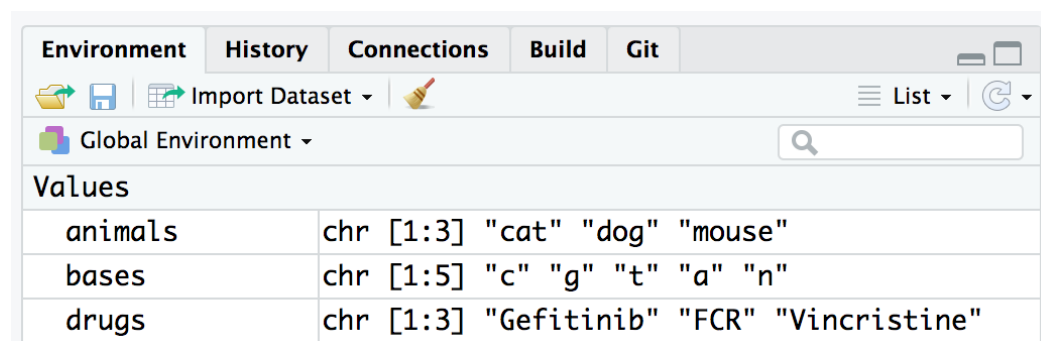 Environment History Connections Build Git
Import Dataset List
Global Environment
Values
animals chr [1:3] "cat" "dog" "mouse"
bases chr [1:5] "c" "g" "t" "a" "n"
drugs chr [1:3] "Gefitinib" "FCR" "Vincristine"